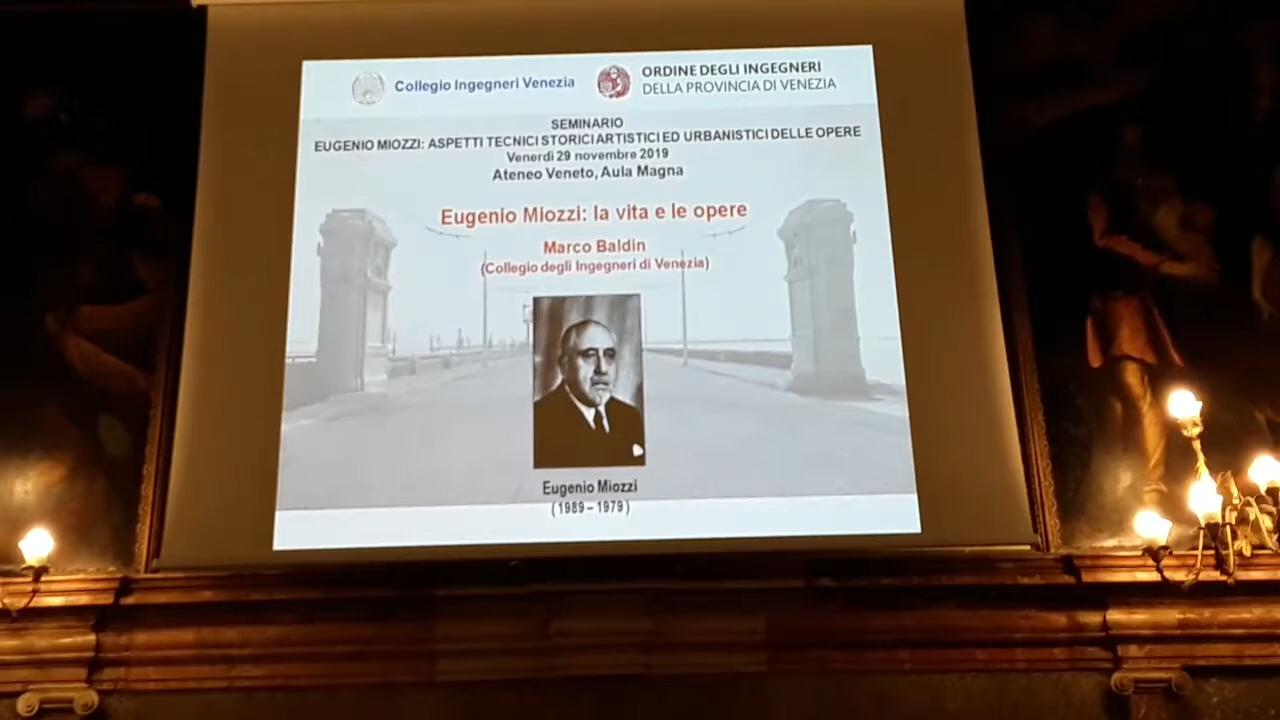 Collegio Ingegneri Venezia
ORDINE DEGLI INGEGNERI
DELLA PROVINCIA DI VENEZIA
SEMINARIO
EUGENIO MIOZZI: ASPETTI TECNICI STORICI ARTISTICI ED URBANISTICI DELLE OPERE
Venerdì 29 novembre 2019
Ateneo Veneto, Aula Magna
Eugenio Miozzi: la vita e le opere
Marco Baldin
(Collegio degli Ingegneri di Venezia)
Eugenio Miozzi
(1989 – 1979)